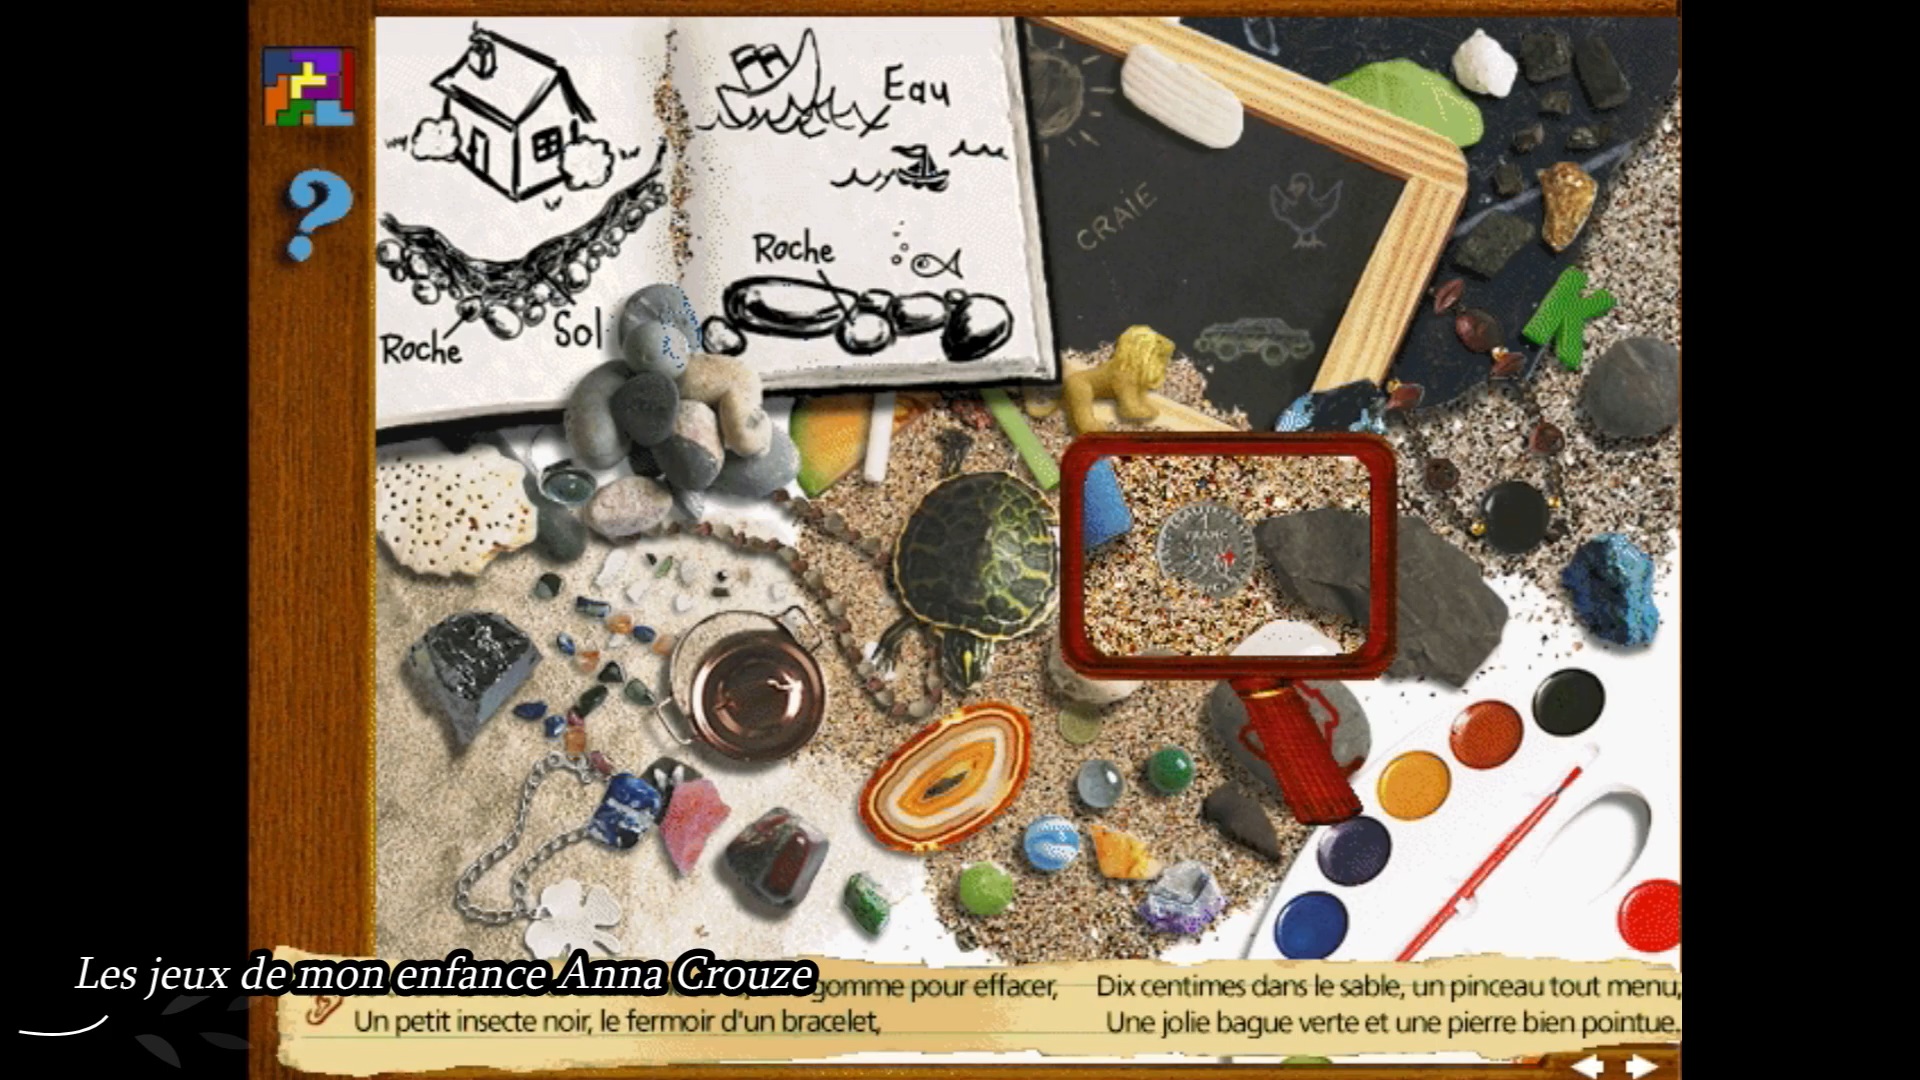 Eau
Roche
Sol
Roche
CRAIE
FRANC
K
Les jeux de mon enfance Anna Crouze
gomme pour effacer,
Un petit insecte noir, le fermoir d'un bracelet,
Dix centimes dans le sable, un pinceau tout menu,
Une jolie bague verte et une pierre bien pointue.